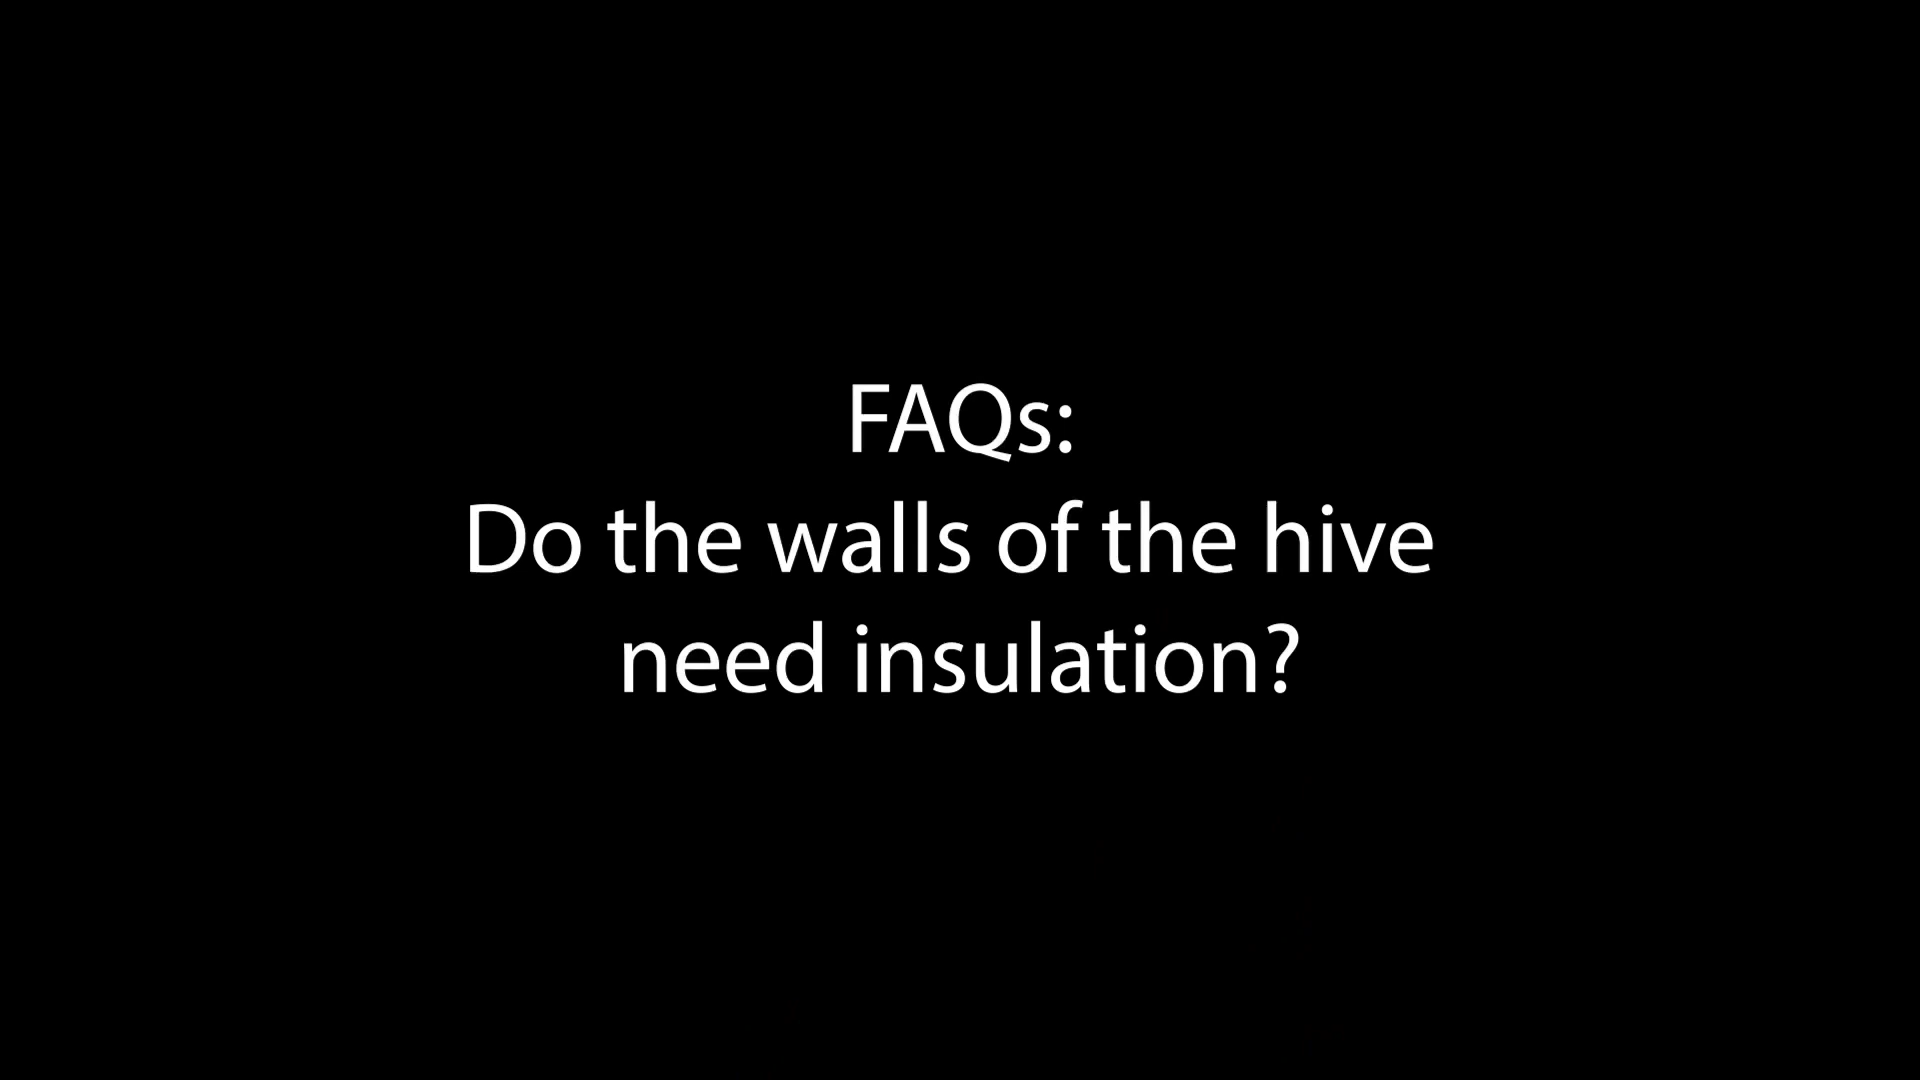 FAQs:
Do the walls of the hive
need insulation?